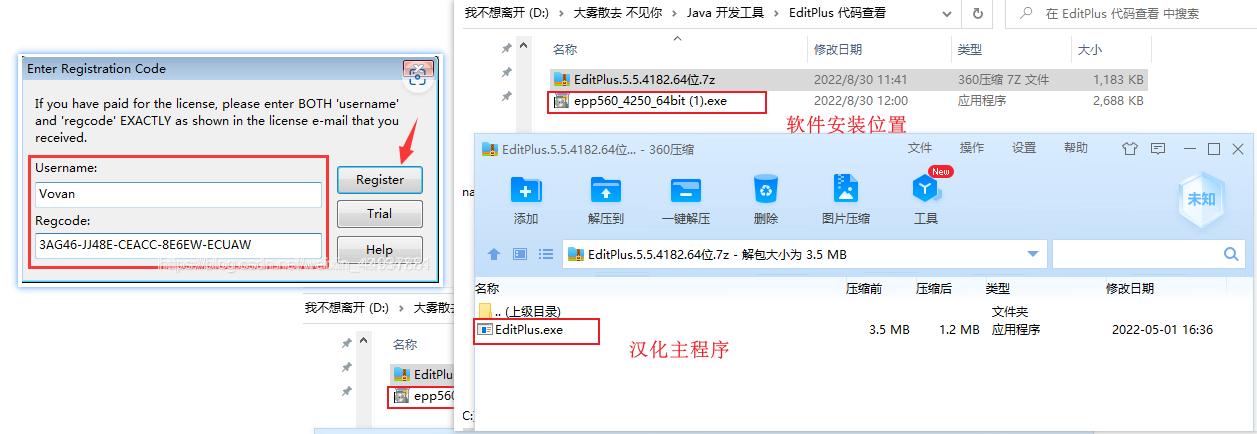 Enter Registration Code
If you have paid for the license, please enter BOTH 'username'
and 'regcode' EXACTLY as shown in the license e-mail that you
received.
Username:
Vovan
Regcode:
3AG46-JJ48E-CEACC-8E6EW-ECUAW
Register
Trial
Help
我不想离开 (D:) > 大雾散去
名称
EditPlu
epp560
我不想离开 (D:) > 大雾散去 不见你 > Java 开发工具 > EditPlus 代码查看
在 EditPlus 代码查看 中搜索
名称 修改日期 类型 大小
EditPlus.5.5.4182.64位.7z 2022/8/30 11:41 360压缩 7Z 文件 1,183 KB
epp560_4250_64bit (1).exe 2022/8/30 12:00 应用程序 2,688 KB
软件安装位置
na
C:
EditPlus.5.5.4182.64位... - 360压缩 文件 操作 设置 帮助
New
添加 解压到 一键解压 删除 图片压缩 工具
未知
EditPlus.5.5.4182.64位.7z - 解包大小为 3.5 MB
名称 压缩前 压缩后 类型 修改日期
.. (上级目录) 文件夹
EditPlus.exe 3.5 MB 1.2 MB 应用程序 2022-05-01 16:36
汉化主程序